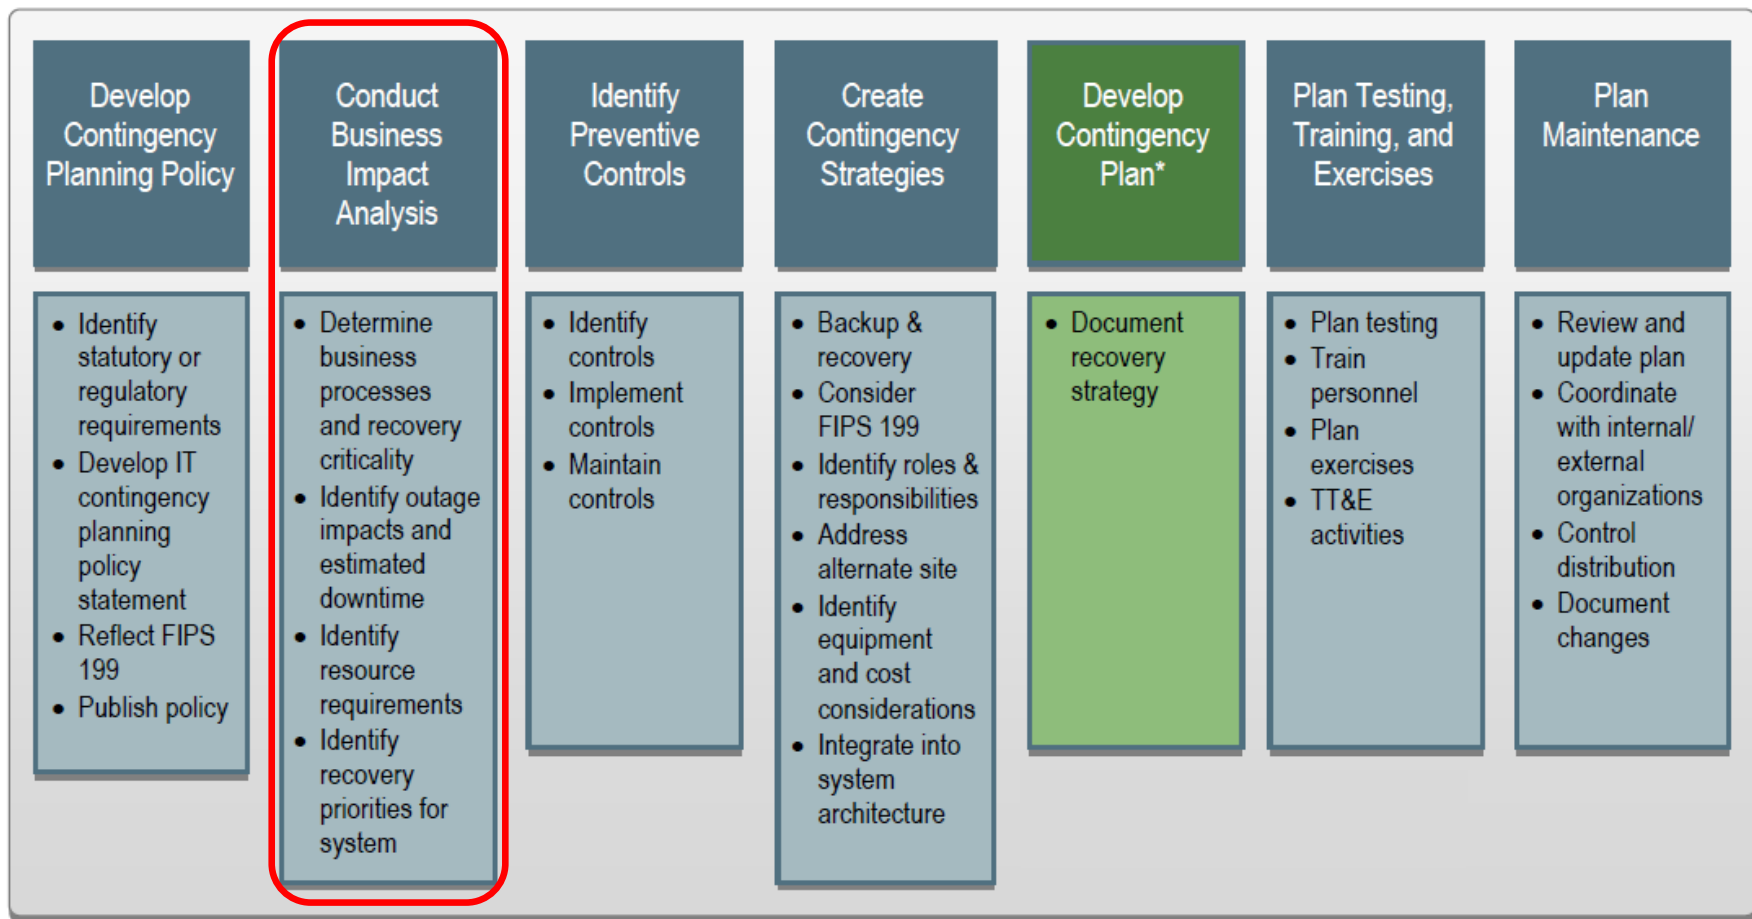 Develop
Contingency
Planning Policy
• Identify
statutory or
regulatory
requirements
• Develop IT
contingency
planning
policy
statement
• Reflect FIPS
199
• Publish policy
Conduct
Business
Impact
Analysis
• Determine
business
processes
and recovery
criticality
• Identify outage
impacts and
estimated
downtime
• Identify
resource
requirements
• Identify
recovery
priorities for
system
Identify
Preventive
Controls
• Identify
controls
• Implement
controls
• Maintain
controls
Create
Contingency
Strategies
• Backup &
recovery
• Consider
FIPS 199
• Identify roles &
responsibilities
• Address
alternate site
• Identify
equipment
and cost
considerations
• Integrate into
system
architecture
Develop
Contingency
Plan*
• Document
recovery
strategy
Plan Testing,
Training, and
Exercises
• Plan testing
• Train
personnel
• Plan
exercises
• TT&E
activities
Plan
Maintenance
• Review and
update plan
• Coordinate
with internal/
external
organizations
• Control
distribution
• Document
changes